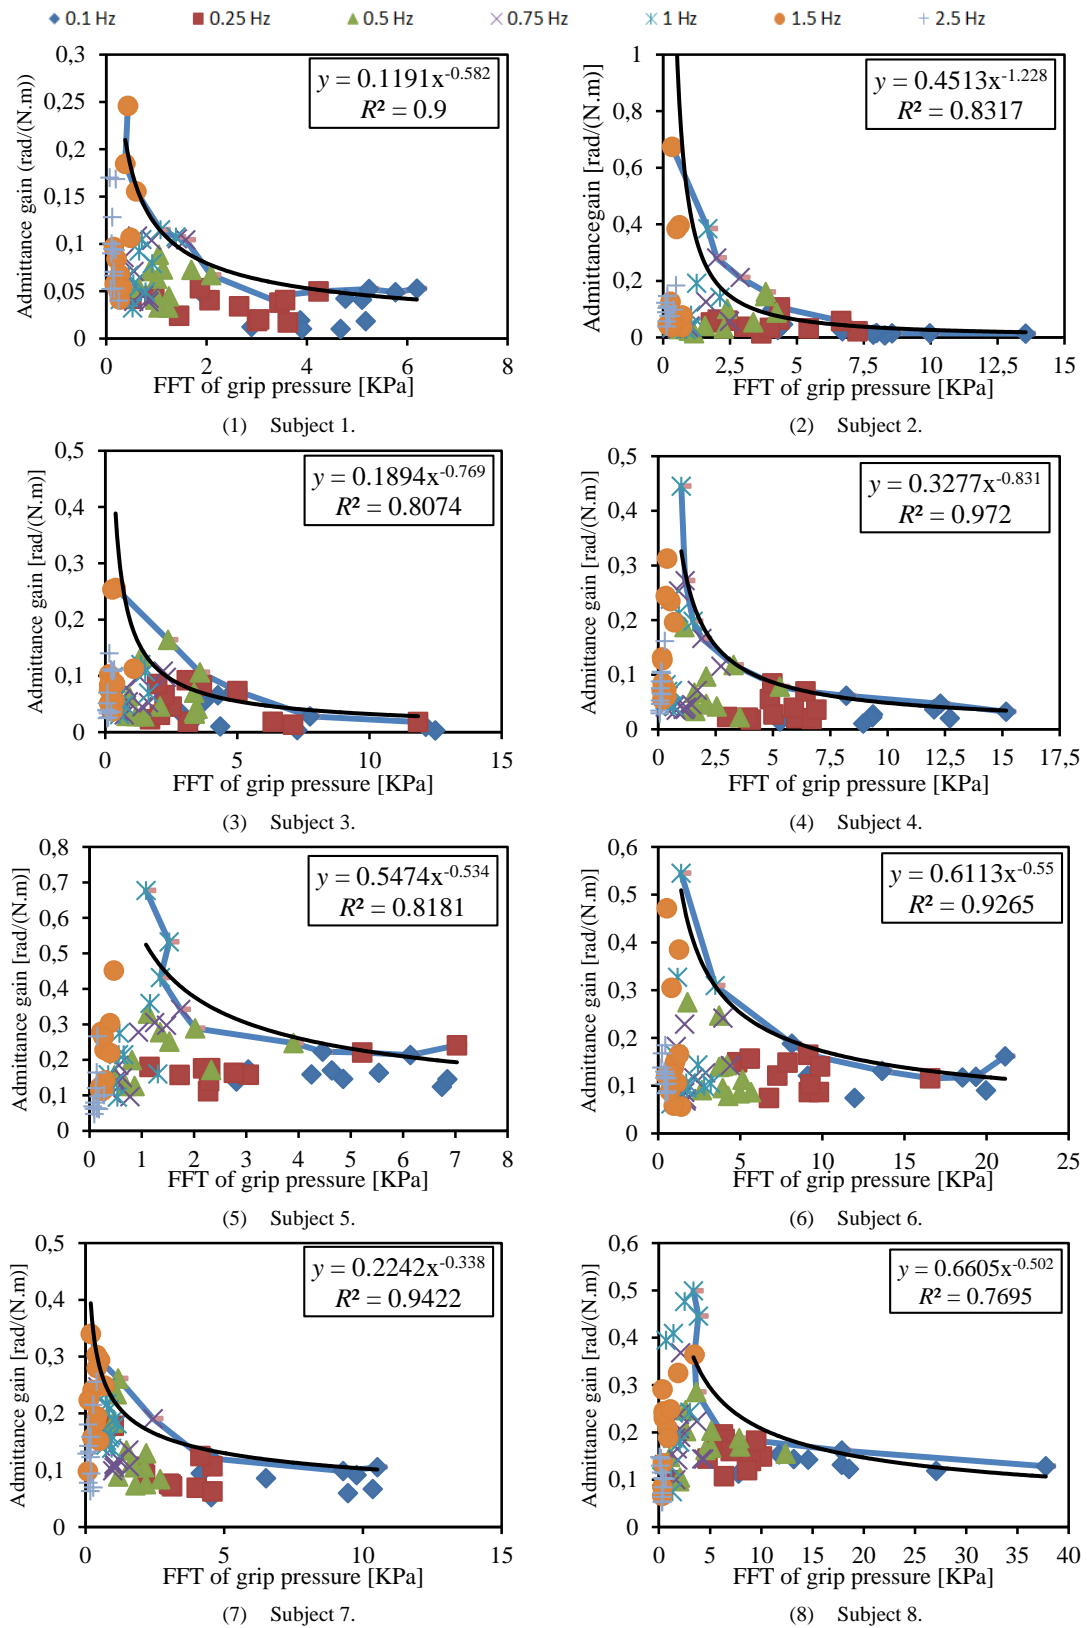 0.1 Hz 0.25 Hz 0.5 Hz 0.75 Hz 1 Hz 1.5 Hz 2.5 Hz
Admittance gain (rad/(N.m))
0,3
0,25
0,2
0,15
0,1
0,05
0
y = 0.1191x-0.582
R² = 0.9
0 2 4 6 8
FFT of grip pressure [KPa]
(1) Subject 1.
Admittancegain [rad/(N.m)]
1
0,8
0,6
0,4
0,2
0
y = 0.4513x-1.228
R² = 0.8317
0 2,5 5 7,5 10 12,5 15
FFT of grip pressure [KPa]
(2) Subject 2.
Admittance gain [rad/(N.m)]
0,5
0,4
0,3
0,2
0,1
0
y = 0.1894x-0.769
R² = 0.8074
0 5 10 15
FFT of grip pressure [KPa]
(3) Subject 3.
Admittance gain [rad/(N.m)]
0,5
0,4
0,3
0,2
0,1
0
y = 0.3277x-0.831
R² = 0.972
0 2,5 5 7,5 10 12,5 15 17,5
FFT of grip pressure [KPa]
(4) Subject 4.
Admittance gain [rad/(N.m)]
0,8
0,7
0,6
0,5
0,4
0,3
0,2
0,1
0
y = 0.5474x-0.534
R² = 0.8181
0 1 2 3 4 5 6 7 8
FFT of grip pressure [KPa]
(5) Subject 5.
Admittance gain [rad/(N.m)]
0,6
0,5
0,4
0,3
0,2
0,1
0
y = 0.6113x-0.55
R² = 0.9265
0 5 10 15 20 25
FFT of grip pressure [KPa]
(6) Subject 6.
Admittance gain [rad/(N.m)]
0,5
0,4
0,3
0,2
0,1
0
y = 0.2242x-0.338
R² = 0.9422
0 5 10 15
FFT of grip pressure [KPa]
(7) Subject 7.
Admittance gain [rad/(N.m)]
0,6
0,5
0,4
0,3
0,2
0,1
0
y = 0.6605x-0.502
R² = 0.7695
0 5 10 15 20 25 30 35 40
FFT of grip pressure [KPa]
(8) Subject 8.